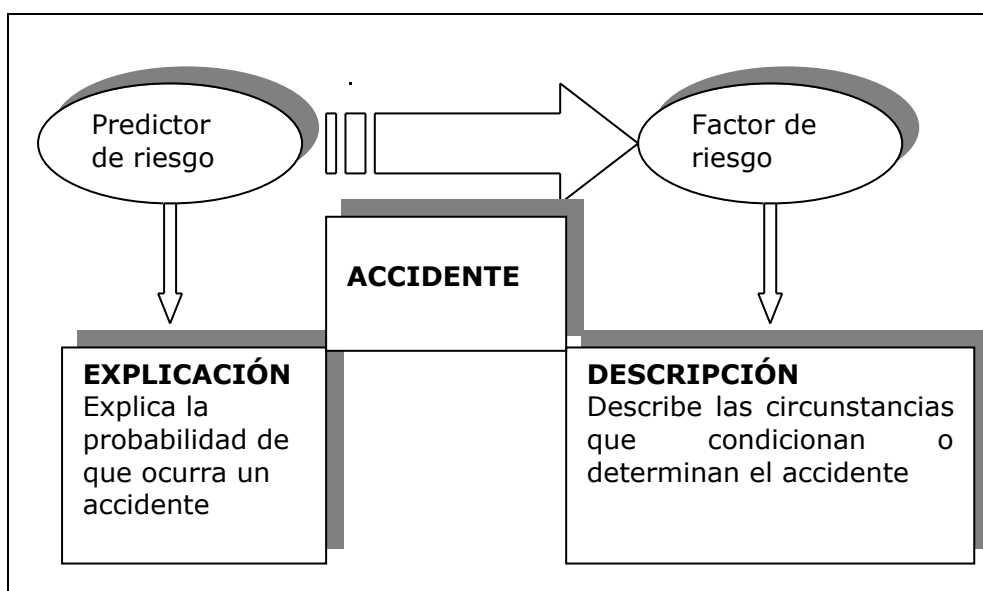 Predictor
de riesgo
Factor de
riesgo
ACCIDENTE
EXPLICACIÓN
Explica la
probabilidad de
que ocurra un
accidente
DESCRIPCIÓN
Describe las circunstancias
que condicionan o
determinan el accidente